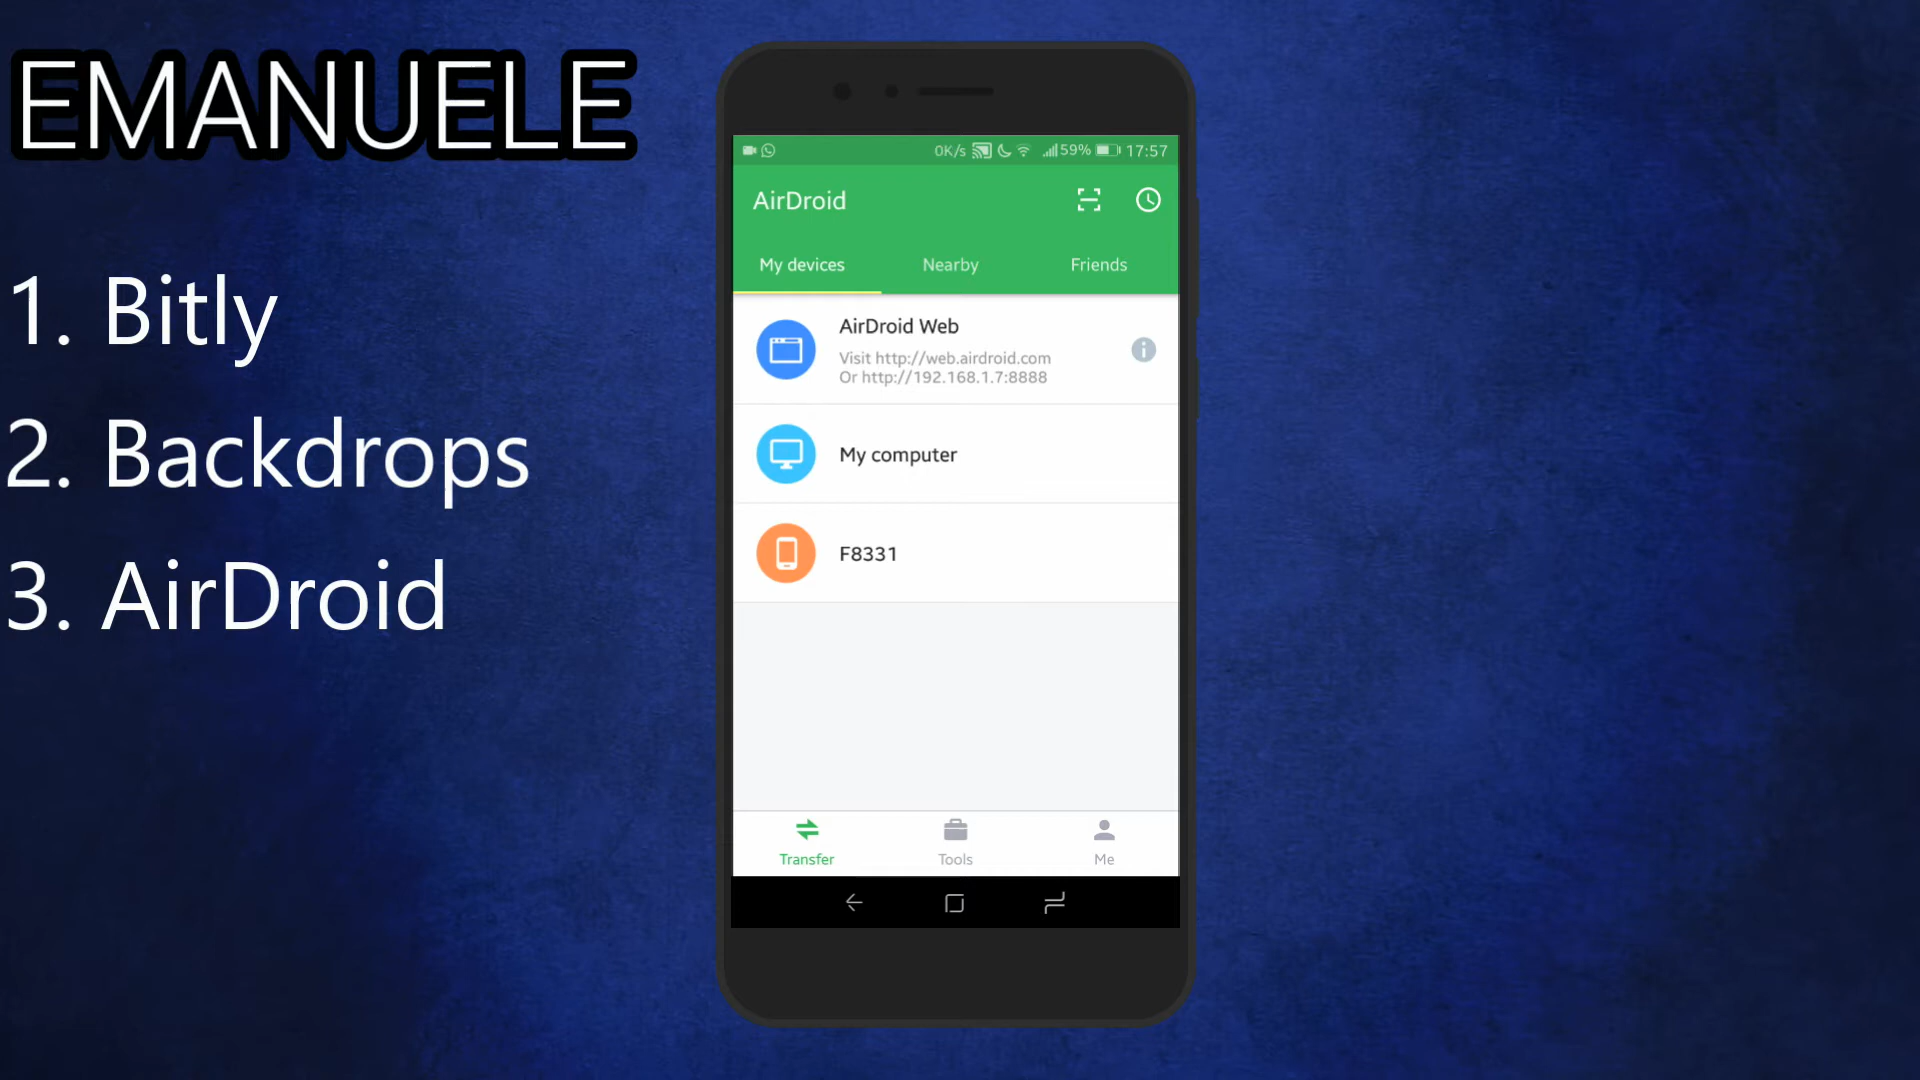 EMANUELE
1. Bitly
2. Backdrops
3. AirDroid
0K/s 59% 17:57
AirDroid
My devices Nearby Friends
AirDroid Web
Visit http://web.airdroid.com
Or http://192.168.1.7:8888
My computer
F8331
Transfer Tools Me